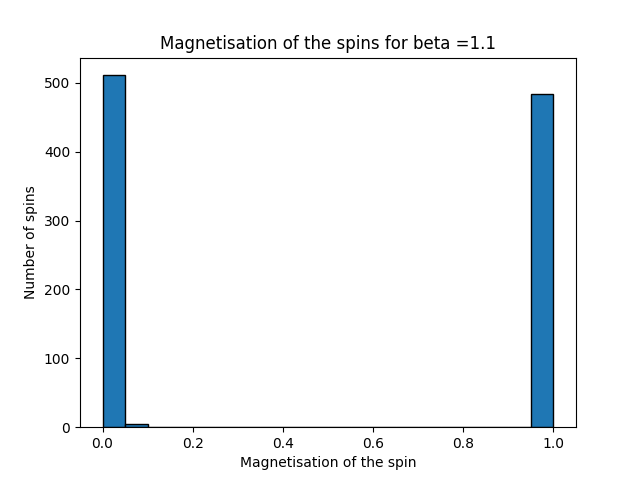 Magnetisation of the spins for beta =1.1
500
400
300
200
100
0
Number of spins
0.0 0.2 0.4 0.6 0.8 1.0
Magnetisation of the spin